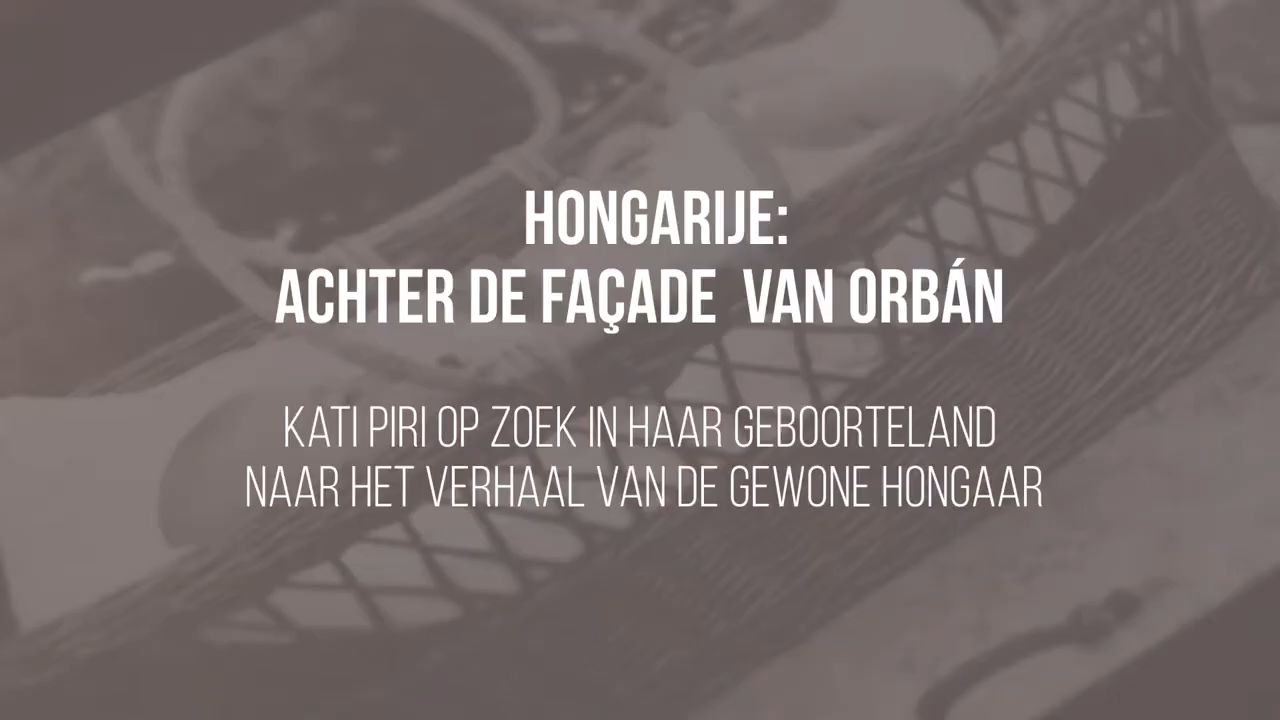 HONGARIJE:
ACHTER DE FAÇADE  VAN ORBÁN
KATI PIRI OP ZOEK IN HAAR GEBOORTELAND
NAAR HET VERHAAL VAN DE GEWONE HONGAAR